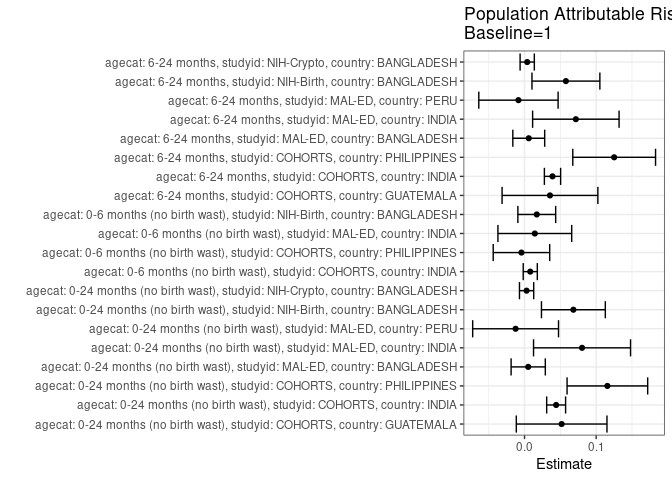 Population Attributable Ris
Baseline=1
agecat: 6-24 months, studyid: NIH-Crypto, country: BANGLADESH
agecat: 6-24 months, studyid: NIH-Birth, country: BANGLADESH
agecat: 6-24 months, studyid: MAL-ED, country: PERU
agecat: 6-24 months, studyid: MAL-ED, country: INDIA
agecat: 6-24 months, studyid: MAL-ED, country: BANGLADESH
agecat: 6-24 months, studyid: COHORTS, country: PHILIPPINES
agecat: 6-24 months, studyid: COHORTS, country: INDIA
agecat: 6-24 months, studyid: COHORTS, country: GUATEMALA
agecat: 0-6 months (no birth wast), studyid: NIH-Birth, country: BANGLADESH
agecat: 0-6 months (no birth wast), studyid: MAL-ED, country: INDIA
agecat: 0-6 months (no birth wast), studyid: COHORTS, country: PHILIPPINES
agecat: 0-6 months (no birth wast), studyid: COHORTS, country: INDIA
agecat: 0-24 months (no birth wast), studyid: NIH-Crypto, country: BANGLADESH
agecat: 0-24 months (no birth wast), studyid: NIH-Birth, country: BANGLADESH
agecat: 0-24 months (no birth wast), studyid: MAL-ED, country: PERU
agecat: 0-24 months (no birth wast), studyid: MAL-ED, country: INDIA
agecat: 0-24 months (no birth wast), studyid: MAL-ED, country: BANGLADESH
agecat: 0-24 months (no birth wast), studyid: COHORTS, country: PHILIPPINES
agecat: 0-24 months (no birth wast), studyid: COHORTS, country: INDIA
agecat: 0-24 months (no birth wast), studyid: COHORTS, country: GUATEMALA
0.0 0.1
Estimate